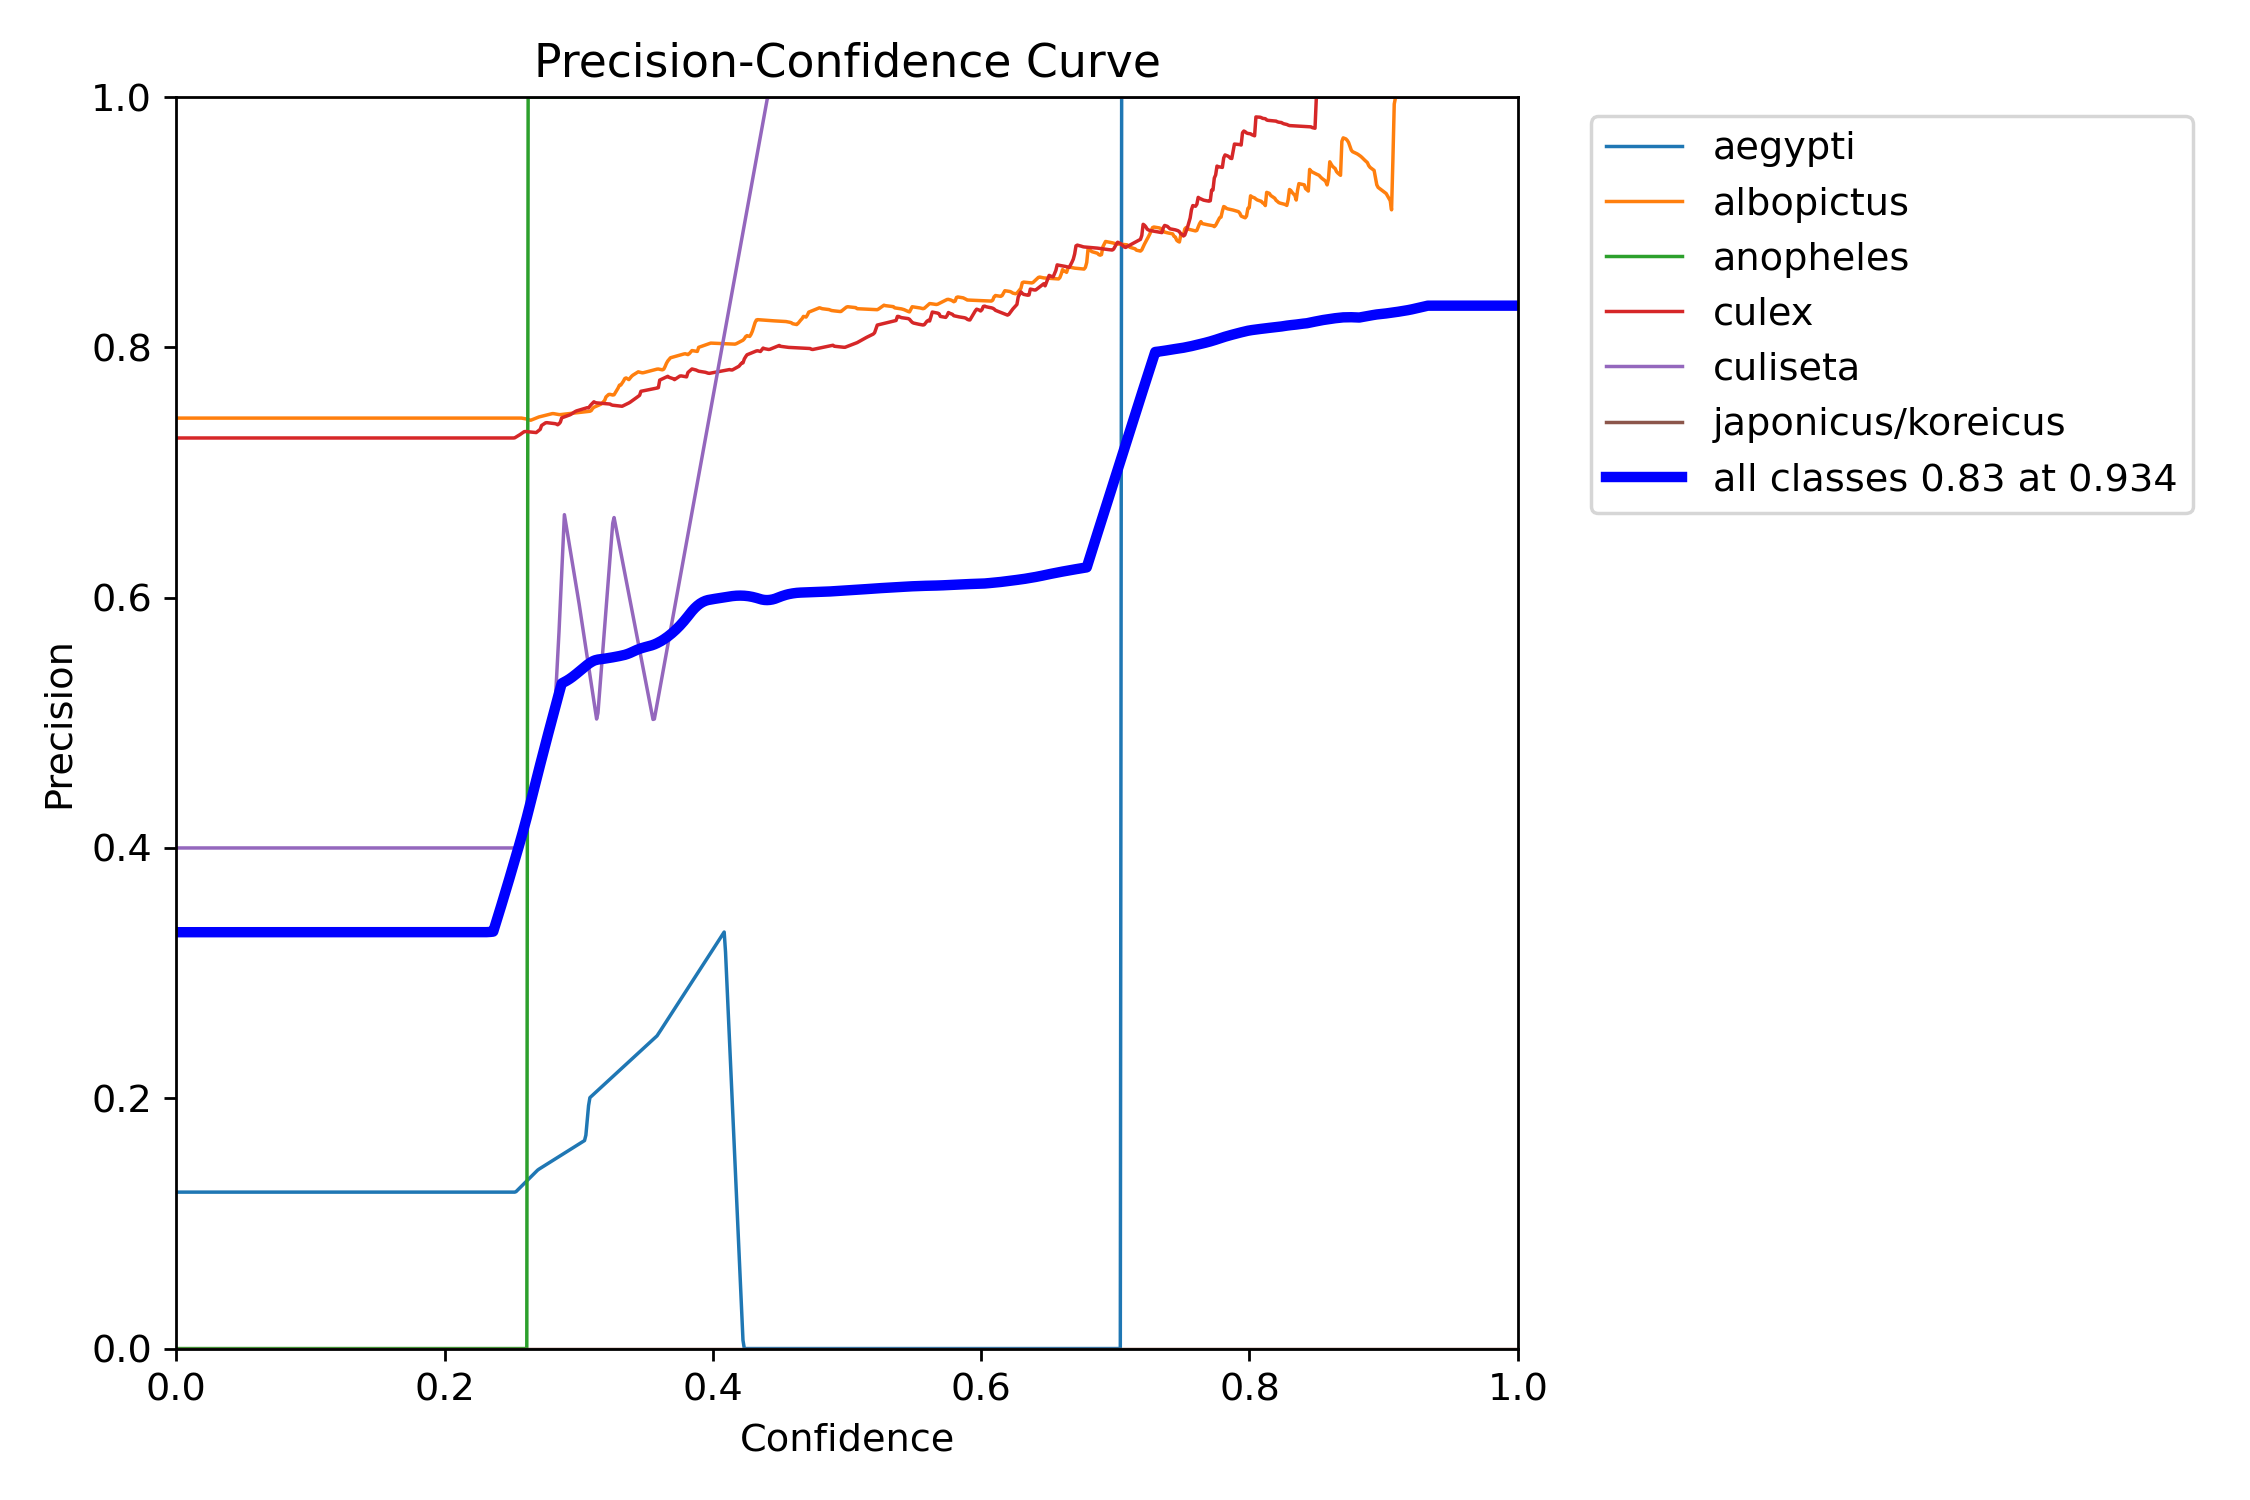 Precision-Confidence Curve
1.0
0.8
0.6
0.4
0.2
0.0
Precision
0.0 0.2 0.4 0.6 0.8 1.0
Confidence
aegypti
albopictus
anopheles
culex
culiseta
japonicus/koreicus
all classes 0.83 at 0.934